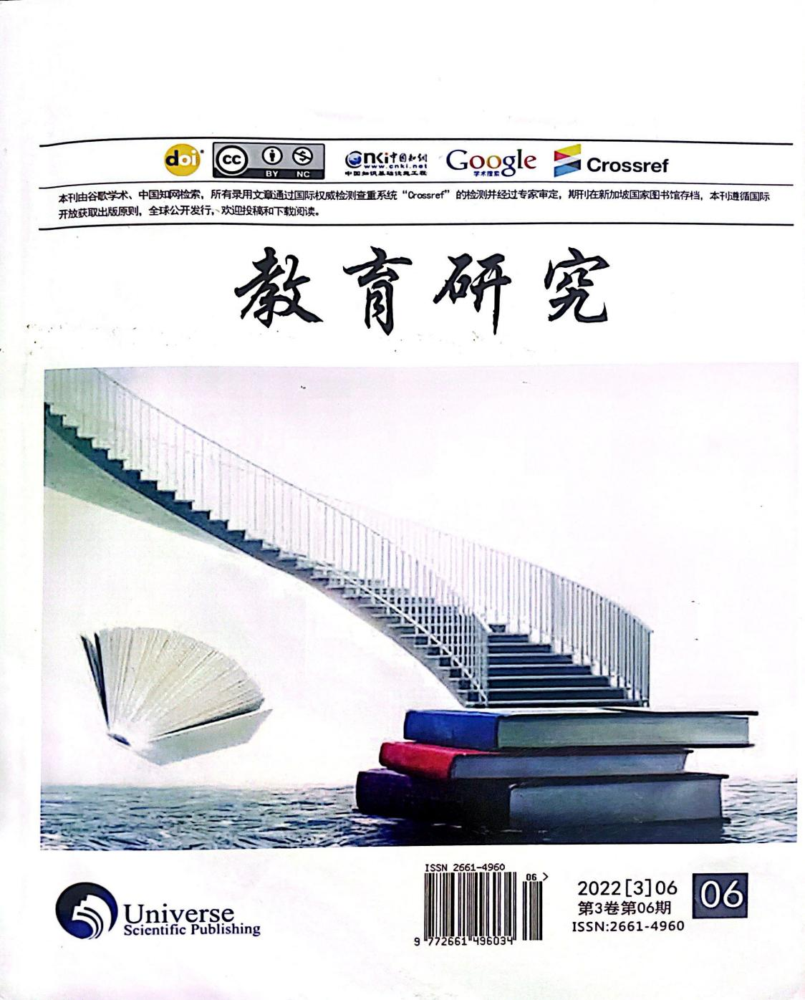 doi
cc BY NC
cnki中国知网
www.cnki.net
中国知识基础设施工程
Google
学术搜索
Crossref
本刊由谷歌学术、中国知网检索，所有录用文章通过国际权威检测查重系统“Crossref”的检测并经过专家审定，期刊在新加坡国家图书馆存档，本刊遵循国际
开放获取出版原则，全球公开发行，欢迎投稿和下载阅读。
教育研究
Universe
Scientific Publishing
ISSN 2661-4960
06 >
9 772661 496034
2022[3]06
第3卷第06期
ISSN:2661-4960
06